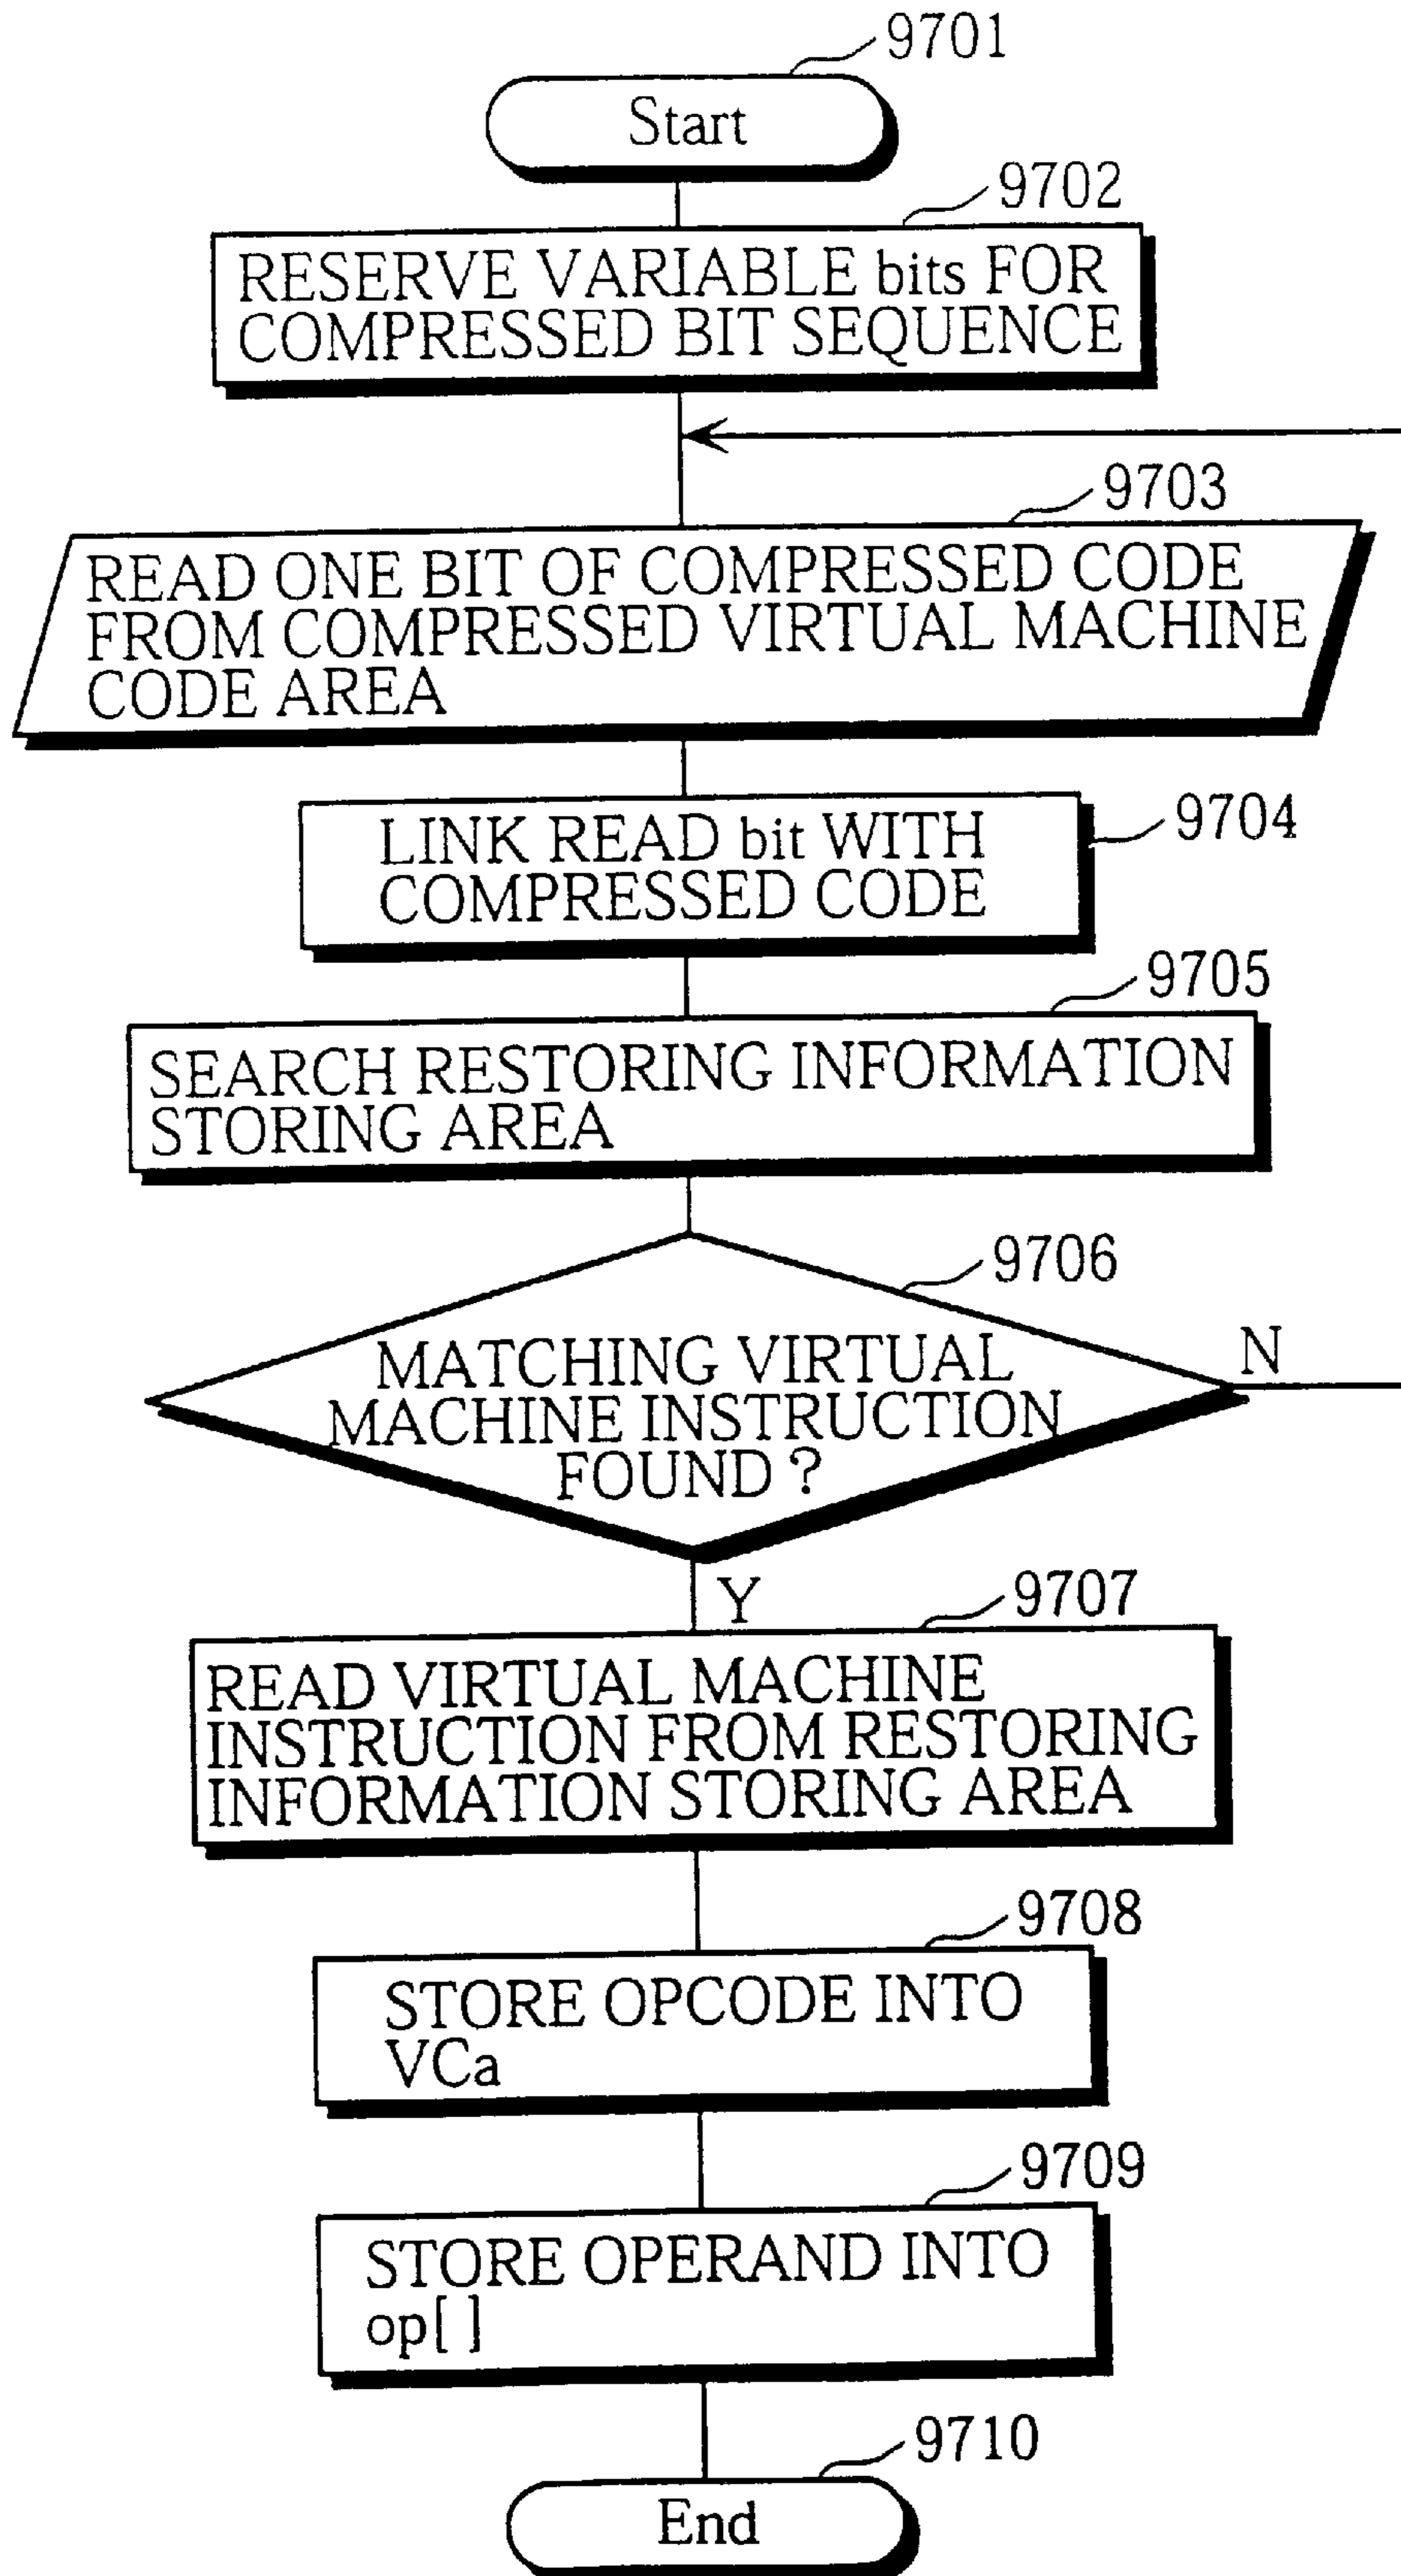 9701
Start
9702
RESERVE VARIABLE bits FOR
COMPRESSED BIT SEQUENCE
9703
READ ONE BIT OF COMPRESSED CODE
FROM COMPRESSED VIRTUAL MACHINE
CODE AREA
9704
LINK READ bit WITH
COMPRESSED CODE
9705
SEARCH RESTORING INFORMATION
STORING AREA
9706
MATCHING VIRTUAL
MACHINE INSTRUCTION
FOUND ?
N
Y
9707
READ VIRTUAL MACHINE
INSTRUCTION FROM RESTORING
INFORMATION STORING AREA
9708
STORE OPCODE INTO
VCa
9709
STORE OPERAND INTO
op[ ]
9710
End